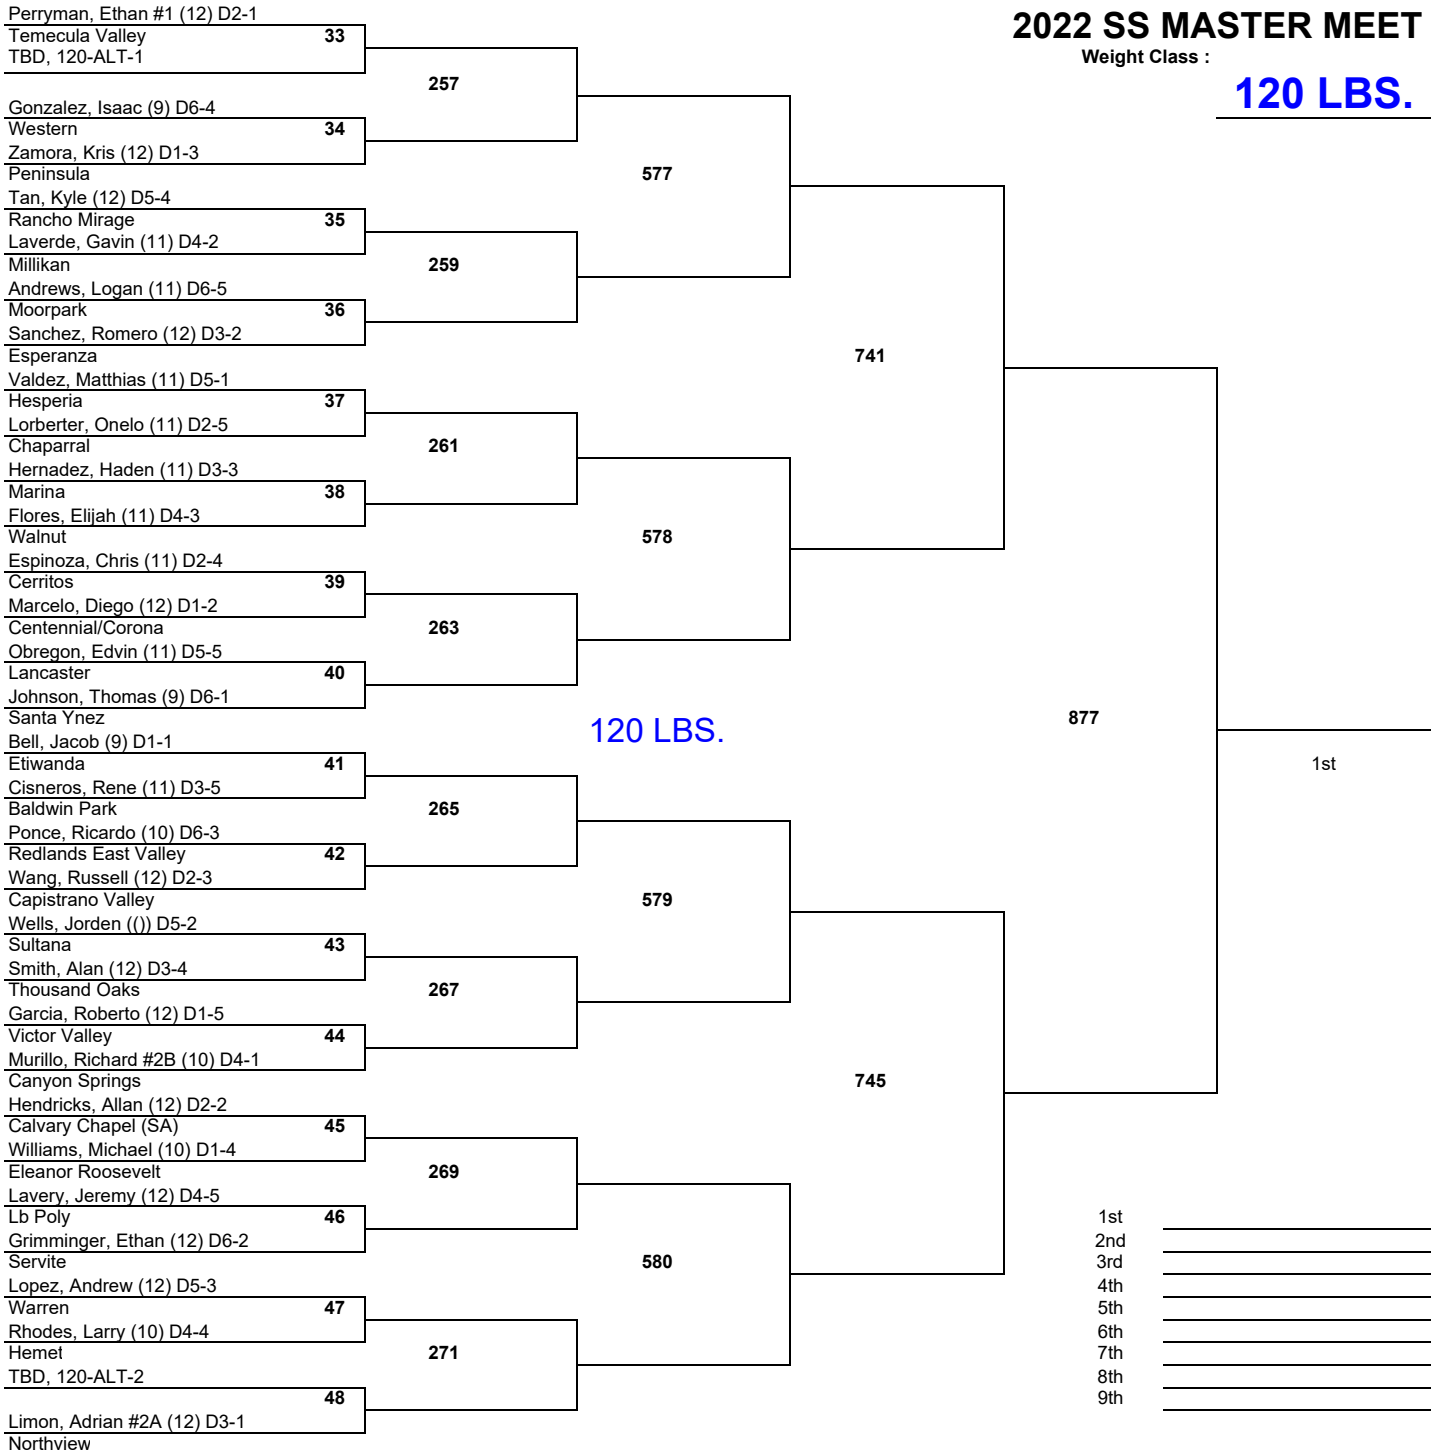 2022 SS MASTER MEET
Weight Class :
120 LBS.
Perryman, Ethan #1 (12) D2-1
Temecula Valley
33
TBD, 120-ALT-1
257
Gonzalez, Isaac (9) D6-4
Western
34
Zamora, Kris (12) D1-3
Peninsula
577
Tan, Kyle (12) D5-4
Rancho Mirage
35
Laverde, Gavin (11) D4-2
Millikan
259
Andrews, Logan (11) D6-5
Moorpark
36
Sanchez, Romero (12) D3-2
Esperanza
741
Valdez, Matthias (11) D5-1
Hesperia
37
Lorberter, Onelo (11) D2-5
Chaparral
261
Hernadez, Haden (11) D3-3
Marina
38
Flores, Elijah (11) D4-3
Walnut
578
Espinoza, Chris (11) D2-4
Cerritos
39
Marcelo, Diego (12) D1-2
Centennial/Corona
263
Obregon, Edvin (11) D5-5
Lancaster
40
Johnson, Thomas (9) D6-1
Santa Ynez
877
120 LBS.
Bell, Jacob (9) D1-1
Etiwanda
41
1st
Cisneros, Rene (11) D3-5
Baldwin Park
265
Ponce, Ricardo (10) D6-3
Redlands East Valley
42
Wang, Russell (12) D2-3
Capistrano Valley
579
Wells, Jorden (()) D5-2
Sultana
43
Smith, Alan (12) D3-4
Thousand Oaks
267
Garcia, Roberto (12) D1-5
Victor Valley
44
Murillo, Richard #2B (10) D4-1
Canyon Springs
745
Hendricks, Allan (12) D2-2
Calvary Chapel (SA)
45
Williams, Michael (10) D1-4
Eleanor Roosevelt
269
Lavery, Jeremy (12) D4-5
Lb Poly
46
Grimminger, Ethan (12) D6-2
Servite
580
Lopez, Andrew (12) D5-3
Warren
47
Rhodes, Larry (10) D4-4
Hemet
271
TBD, 120-ALT-2
48
Limon, Adrian #2A (12) D3-1
Northview
1st
2nd
3rd
4th
5th
6th
7th
8th
9th